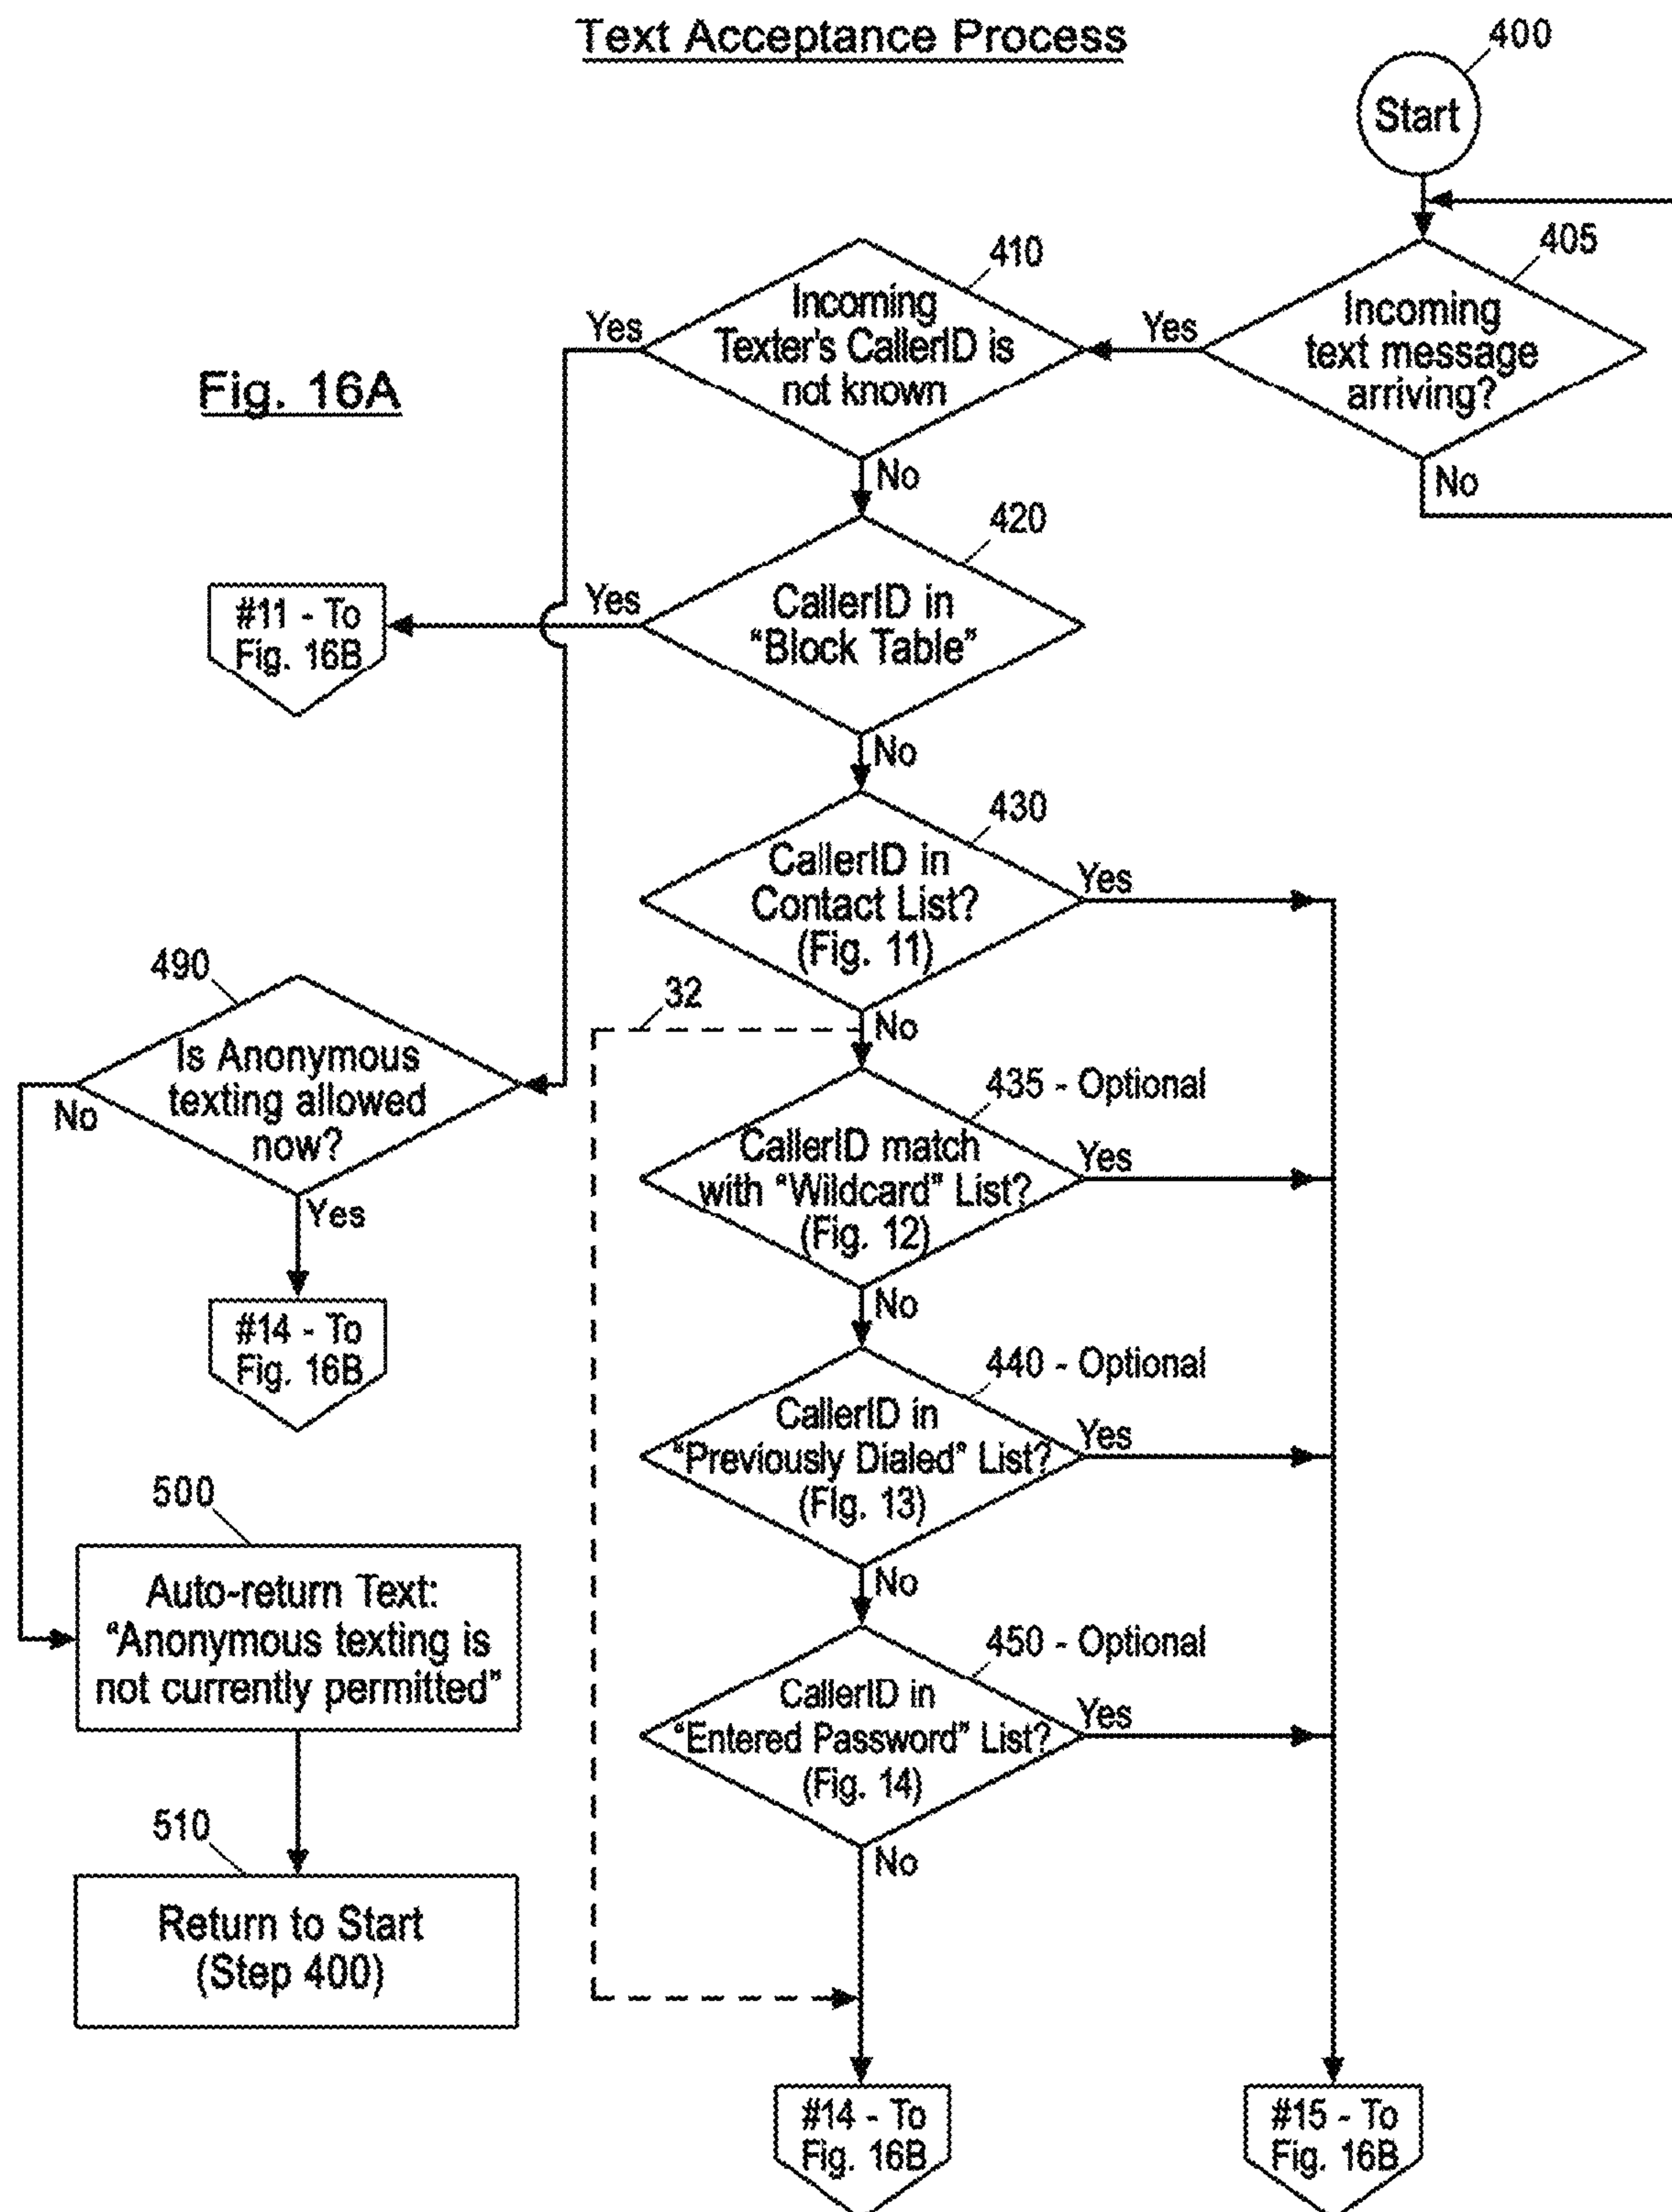 Text Acceptance Process
400
Start
405
Incoming
text message
arriving?
Yes
No
410
Incoming
Texter's CallerID is
not known
Yes
No
Fig. 16A
420
CallerID in
"Block Table"
Yes
No
#11 - To
Fig. 16B
430
CallerID in
Contact List?
(Fig. 11)
Yes
No
32
490
Is Anonymous
texting allowed
now?
No
Yes
#14 - To
Fig. 16B
435 - Optional
CallerID match
with "Wildcard" List?
(Fig. 12)
Yes
No
440 - Optional
CallerID in
"Previously Dialed" List?
(FIg. 13)
Yes
No
500
Auto-return Text:
"Anonymous texting is
not currently permitted"
450 - Optional
CallerID in
"Entered Password" List?
(Fig. 14)
Yes
No
510
Return to Start
(Step 400)
#14 - To
Fig. 16B
#15 - To
Fig. 16B